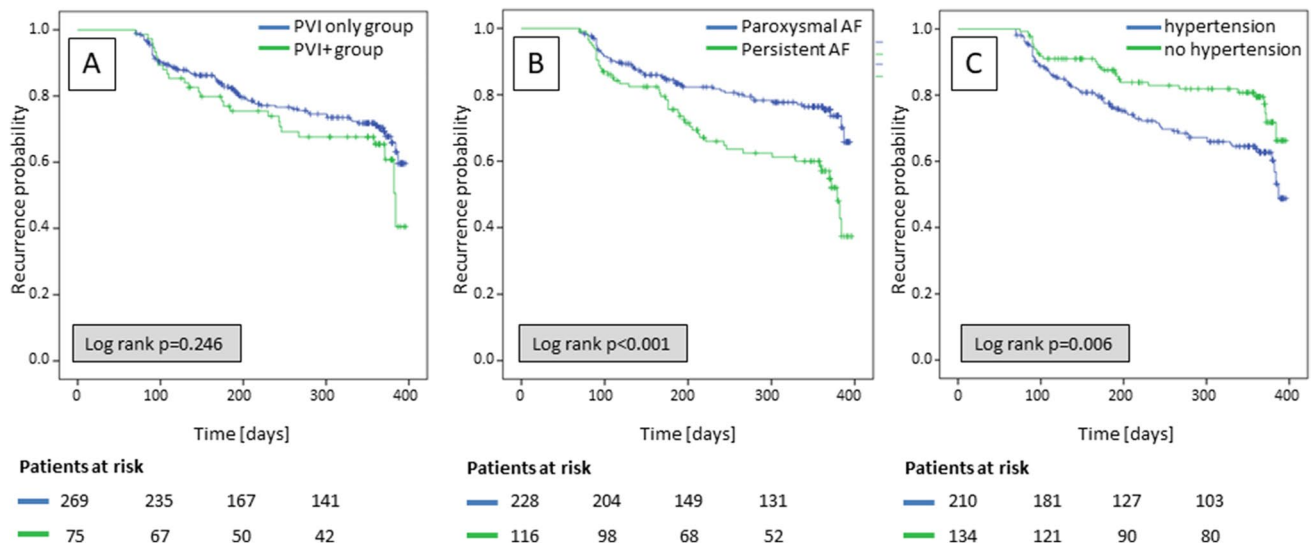 A
PVI only group
PVI+ group
Recurrence probability
1.0
0.8
0.6
0.4
0.2
0.0
Log rank p=0.246
0 100 200 300 400
Time [days]
Patients at risk
269 235 167 141
75 67 50 42
B
Paroxysmal AF
Persistent AF
Recurrence probability
1.0
0.8
0.6
0.4
0.2
0.0
Log rank p<0.001
0 100 200 300 400
Time [days]
Patients at risk
228 204 149 131
116 98 68 52
C
hypertension
no hypertension
Recurrence probability
1.0
0.8
0.6
0.4
0.2
0.0
Log rank p=0.006
0 100 200 300 400
Time [days]
Patients at risk
210 181 127 103
134 121 90 80